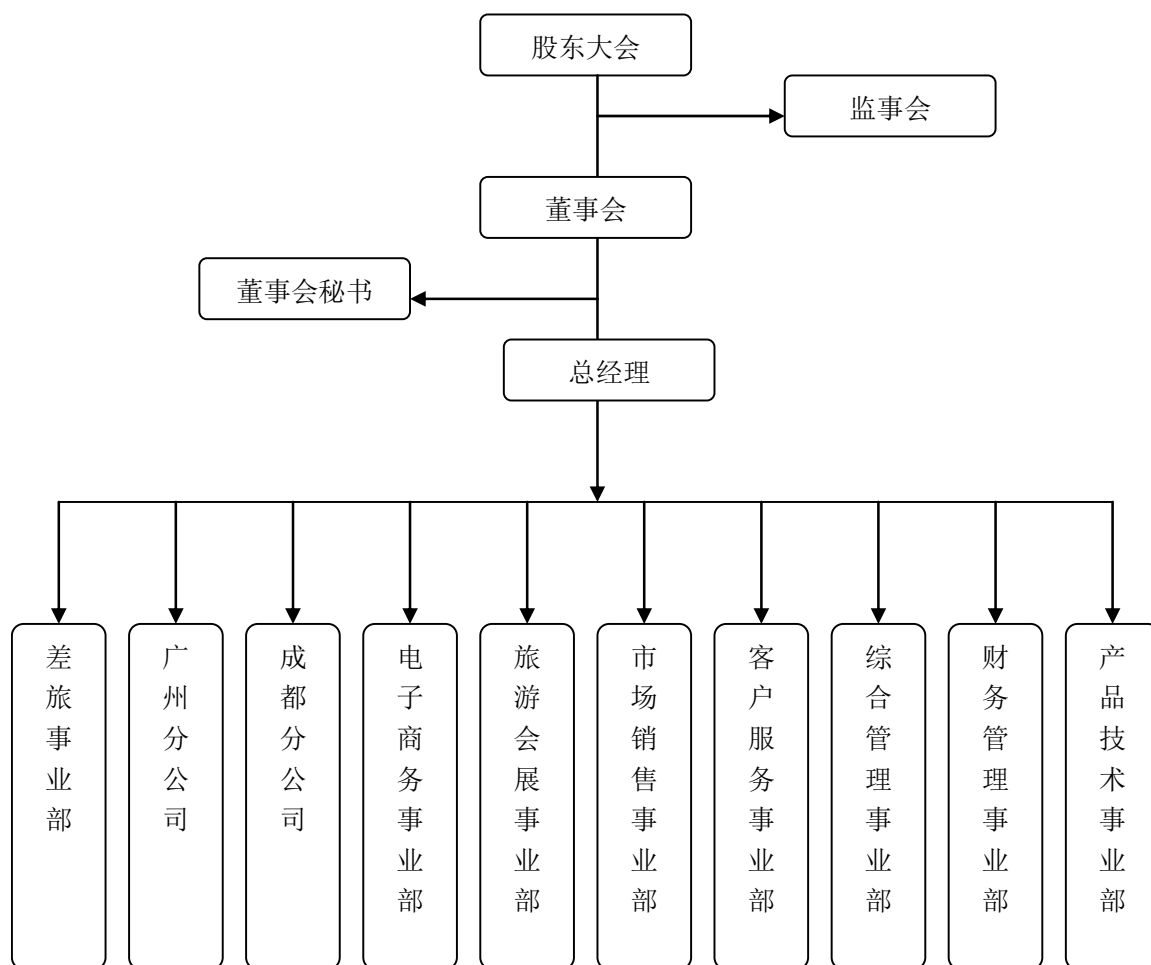 股东大会
监事会
董事会
董事会秘书
总经理
差旅事业部
广州分公司
成都分公司
电子商务事业部
旅游会展事业部
市场销售事业部
客户服务事业部
综合管理事业部
财务管理事业部
产品技术事业部